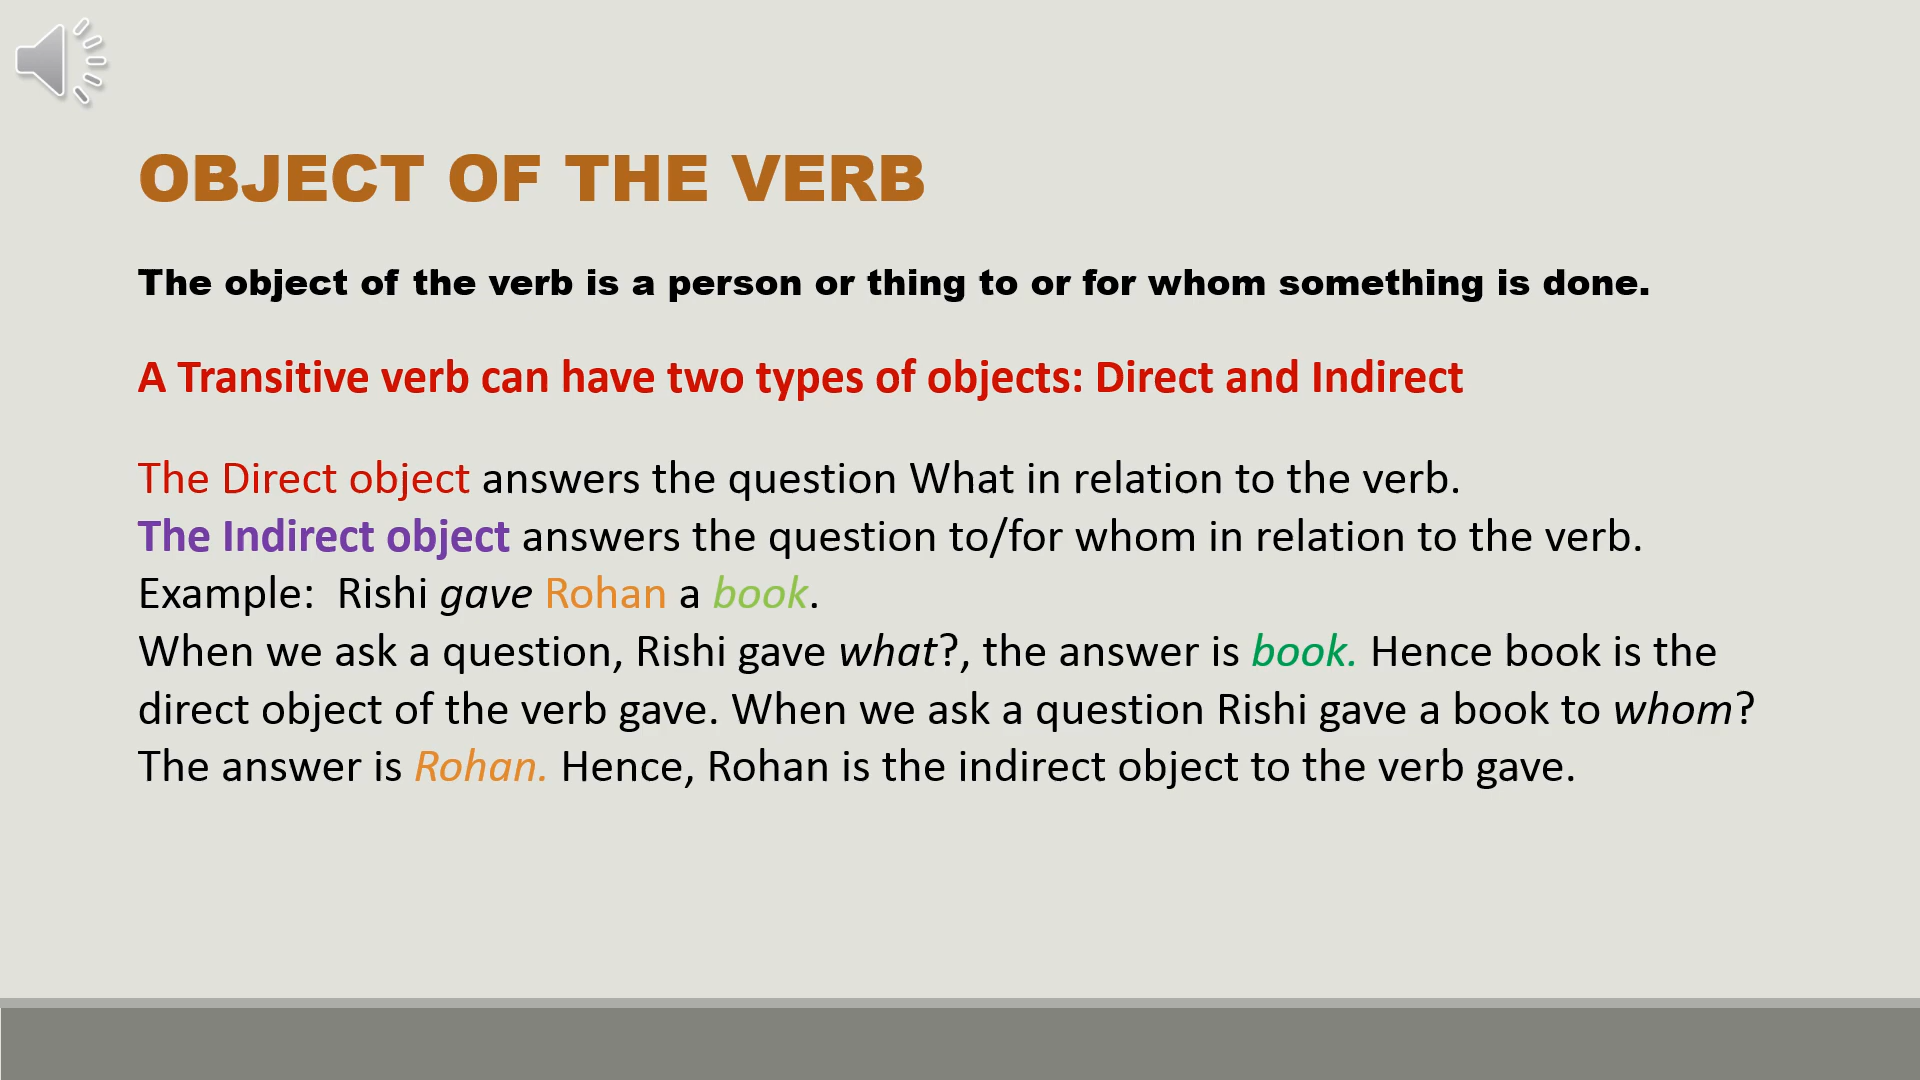 OBJECT OF THE VERB
The object of the verb is a person or thing to or for whom something is done.
A Transitive verb can have two types of objects: Direct and Indirect
The Direct object answers the question What in relation to the verb.
The Indirect object answers the question to/for whom in relation to the verb.
Example:  Rishi gave Rohan a book.
When we ask a question, Rishi gave what?, the answer is book. Hence book is the
direct object of the verb gave. When we ask a question Rishi gave a book to whom?
The answer is Rohan. Hence, Rohan is the indirect object to the verb gave.